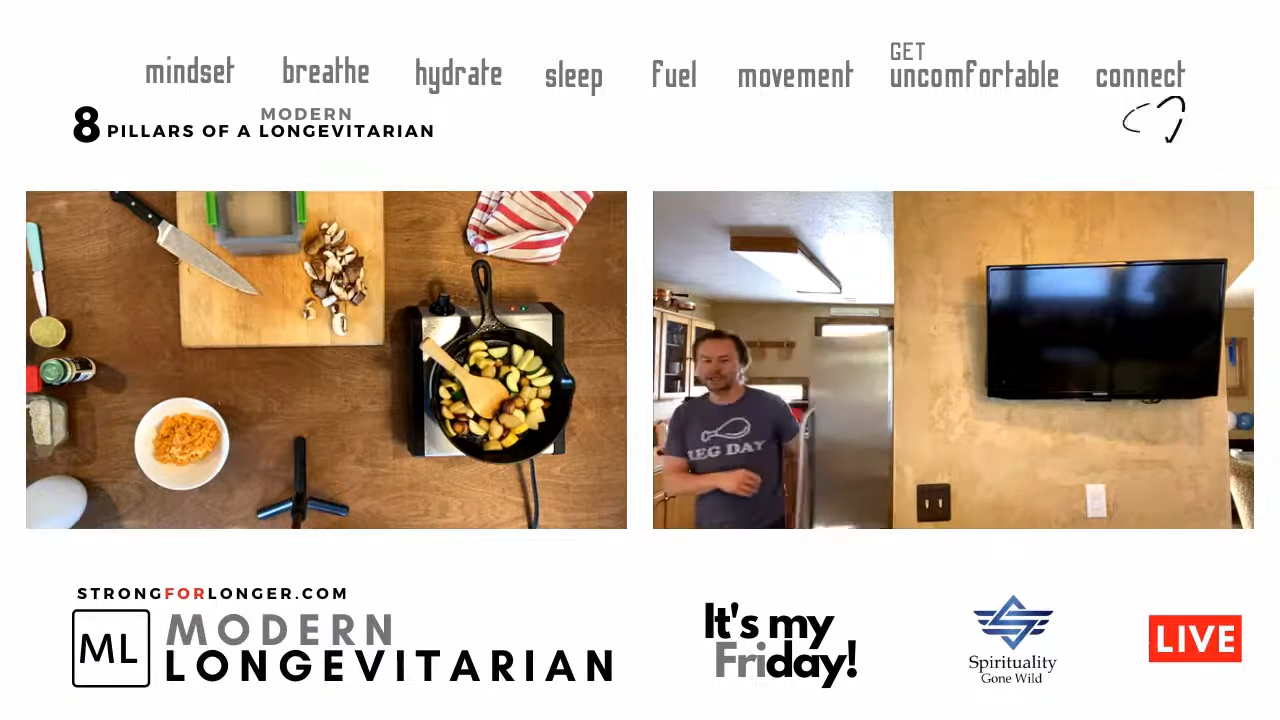 mindset breathe hydrate sleep fuel movement GET uncomfortable connect
8 PILLARS OF A MODERN LONGEVITARIAN
LEG DAY
STRONGFORLONGER.COM
ML MODERN
LONGEVITARIAN
It's my
Friday!
Spirituality
Gone Wild
LIVE